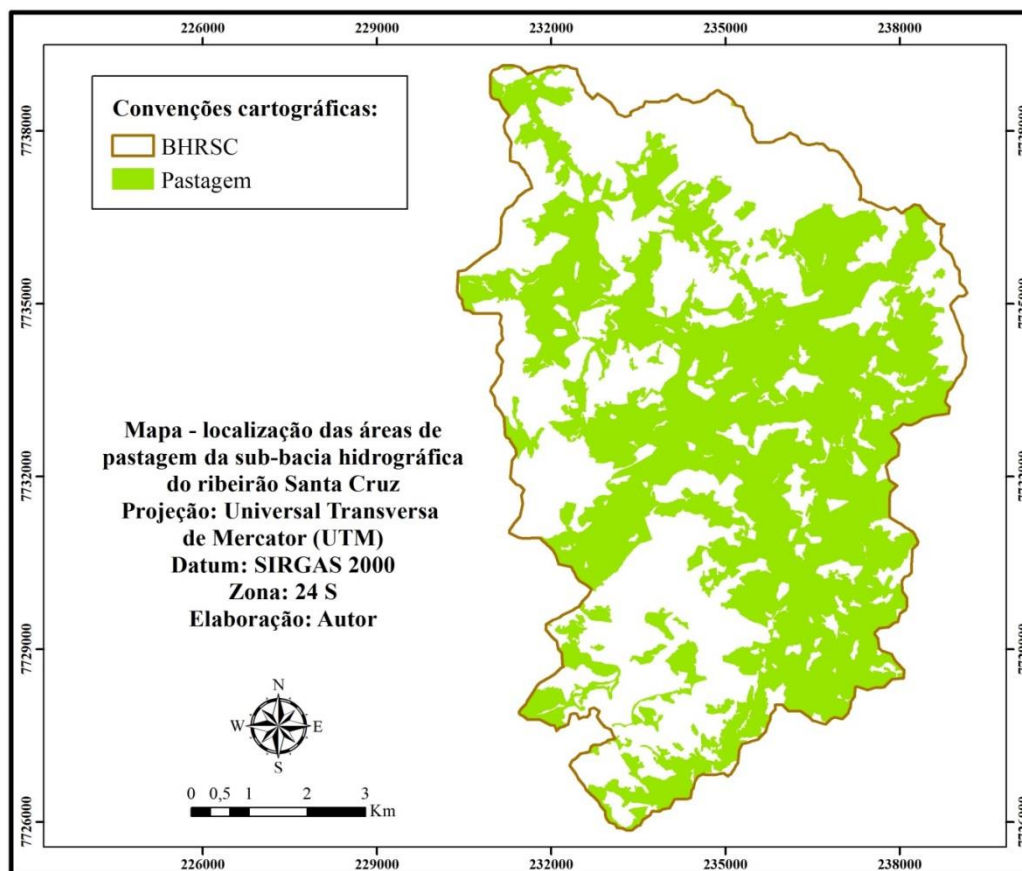 226000 229000 232000 235000 238000
Convenções cartográficas:
BHRSC
Pastagem
7738000
7735000
7732000
7729000
7726000
Mapa - localização das áreas de
pastagem da sub-bacia hidrográfica
do ribeirão Santa Cruz
Projeção: Universal Transversa
de Mercator (UTM)
Datum: SIRGAS 2000
Zona: 24 S
Elaboração: Autor
N
W E
S
0 0,5 1 2 3
Km
226000 229000 232000 235000 238000